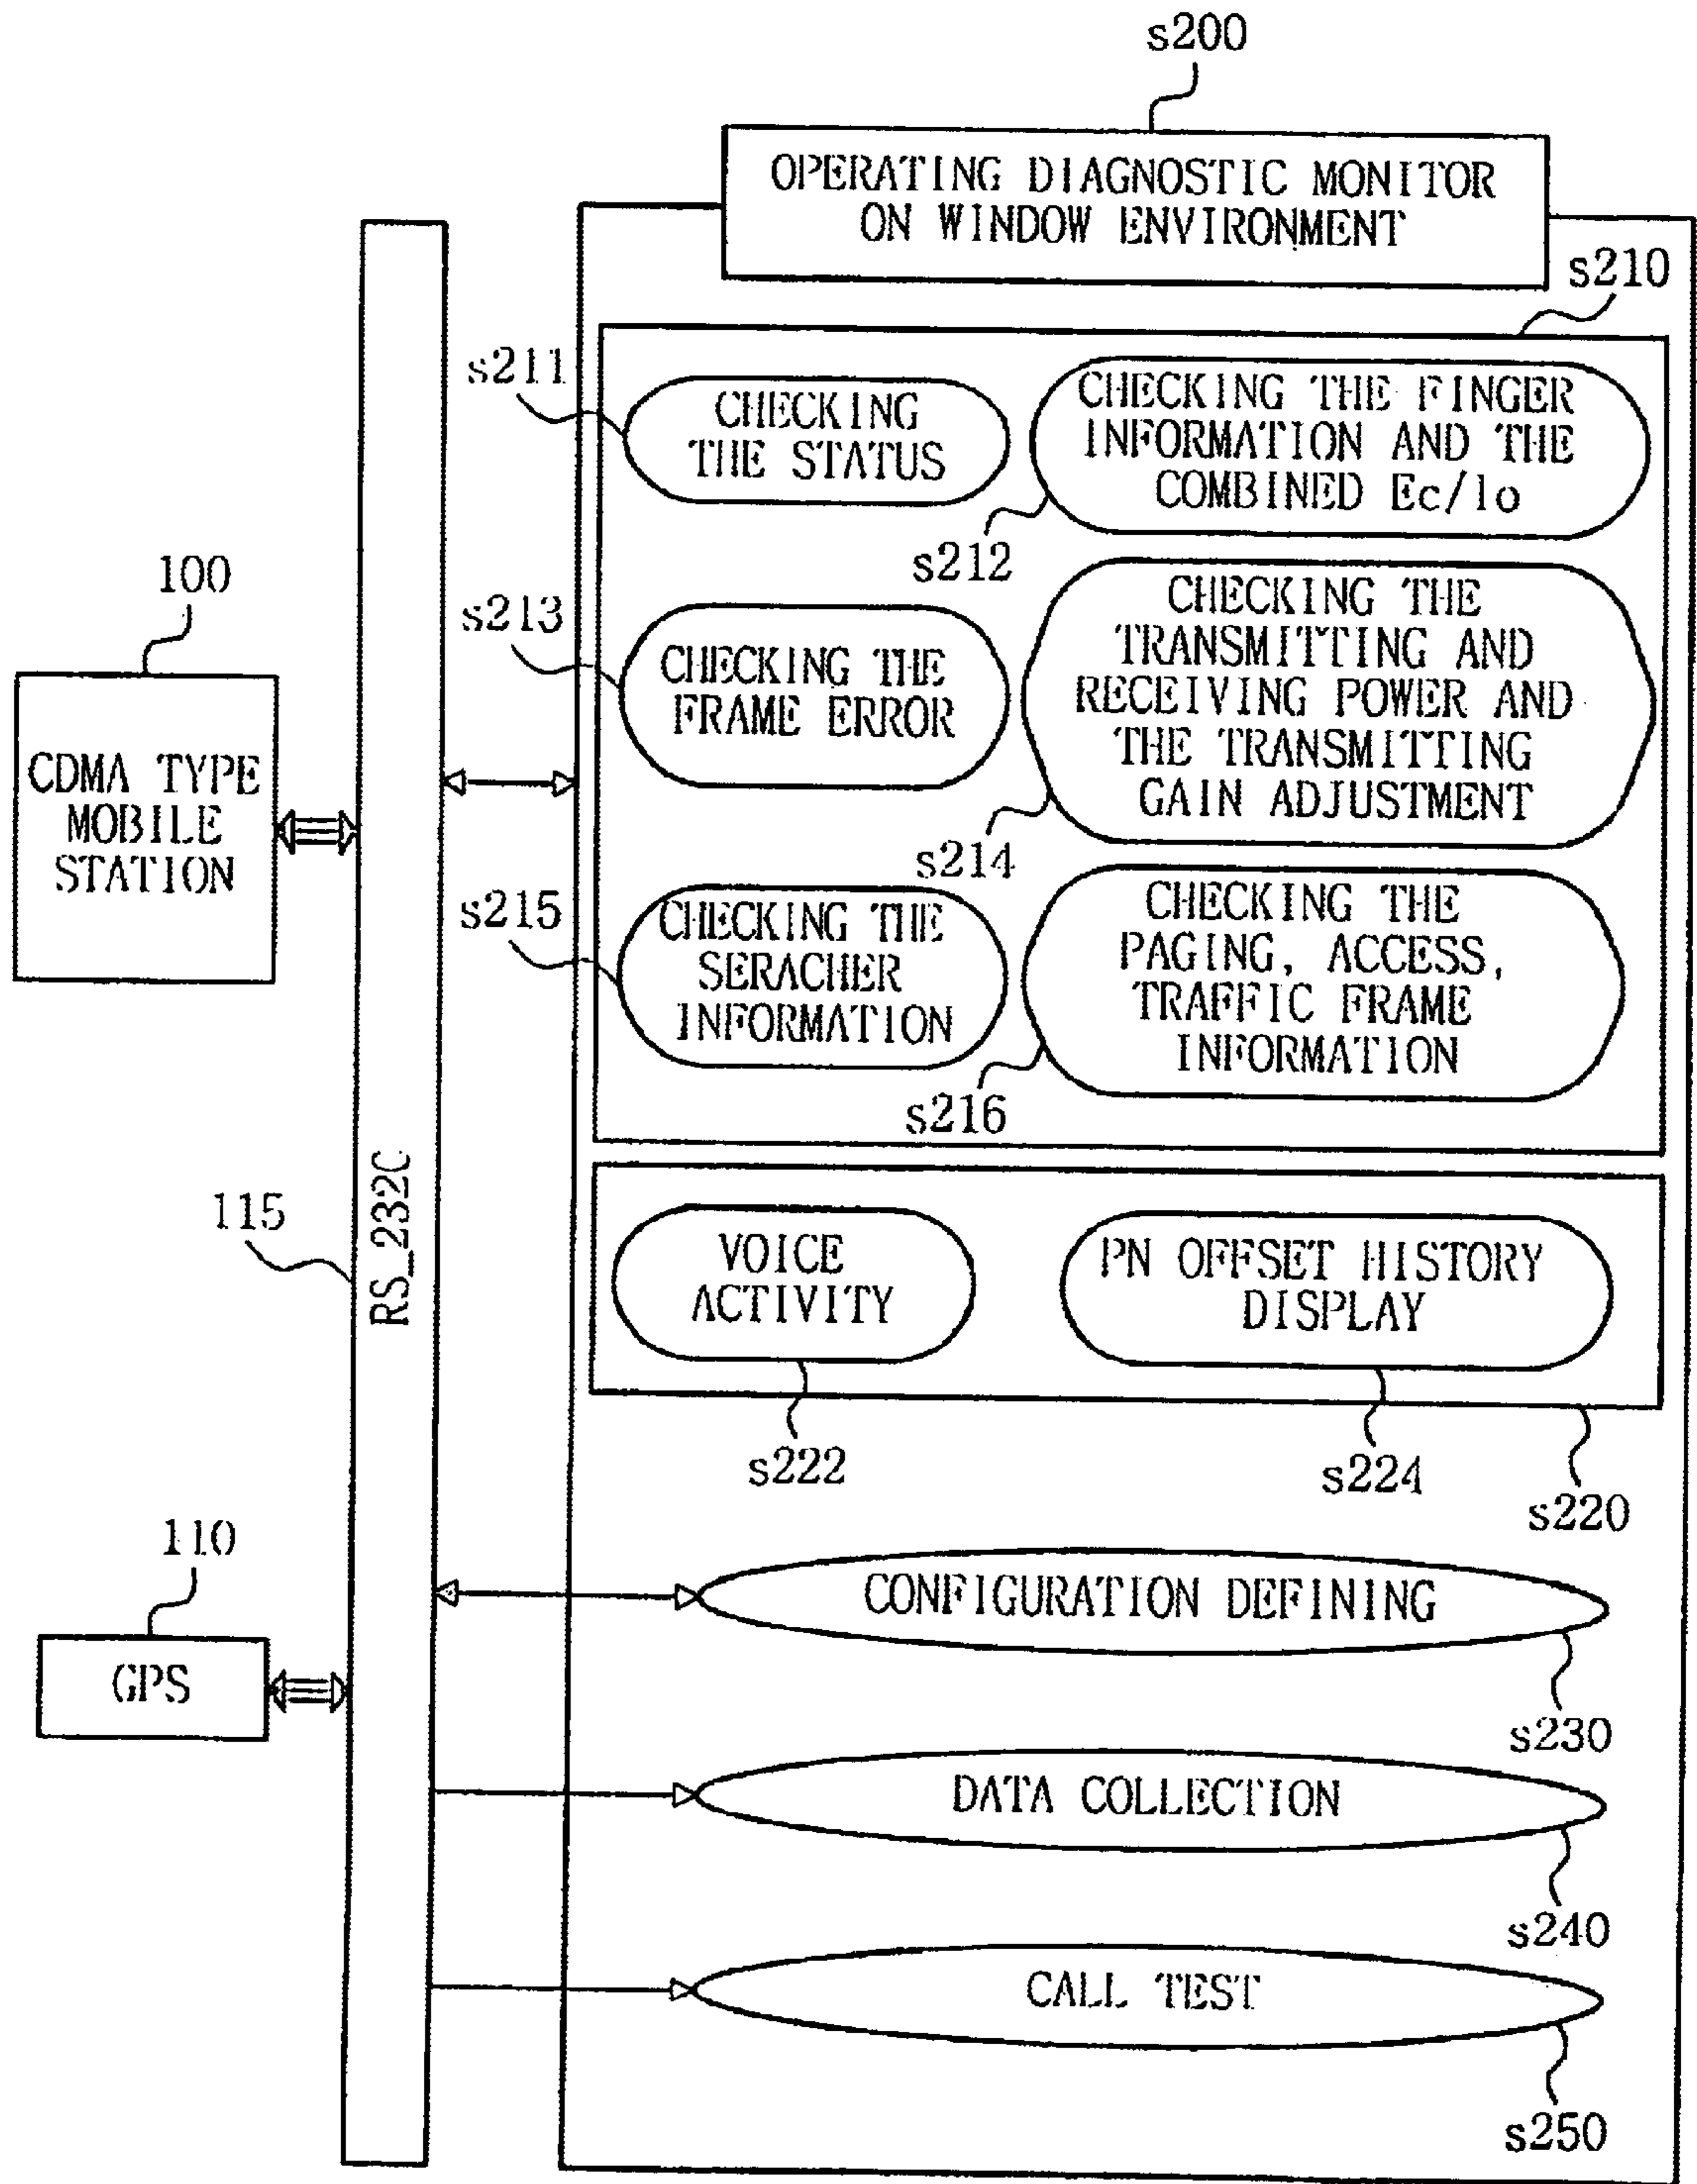 s200
OPERATING DIAGNOSTIC MONITOR
ON WINDOW ENVIRONMENT
s210
s211
CHECKING
THE STATUS
CHECKING THE FINGER
INFORMATION AND THE
COMBINED Ec/lo
s212
100
CDMA TYPE
MOBILE
STATION
s213
CHECKING THE
FRAME ERROR
CHECKING THE
TRANSMITTING AND
RECEIVING POWER AND
THE TRANSMITTING
GAIN ADJUSTMENT
s214
s215
CHECKING THE
SERACHER
INFORMATION
CHECKING THE
PAGING, ACCESS,
TRAFFIC FRAME
INFORMATION
s216
115
RS_232C
VOICE
ACTIVITY
PN OFFSET HISTORY
DISPLAY
s222
s224
s220
110
GPS
CONFIGURATION DEFINING
s230
DATA COLLECTION
s240
CALL TEST
s250